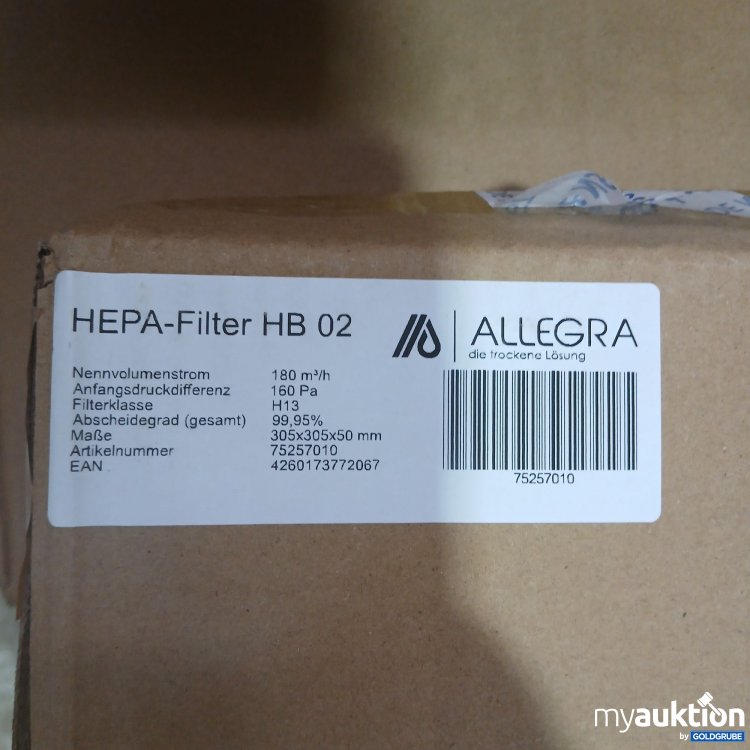 HEPA-Filter HB 02
ALLEGRA
die trockene Lösung
Nennvolumenstrom 180 m³/h
Anfangsdruckdifferenz 160 Pa
Filterklasse H13
Abscheidegrad (gesamt) 99,95%
Maße 305x305x50 mm
Artikelnummer 75257010
EAN 4260173772067
75257010
myauktion
by GOLDGRUBE